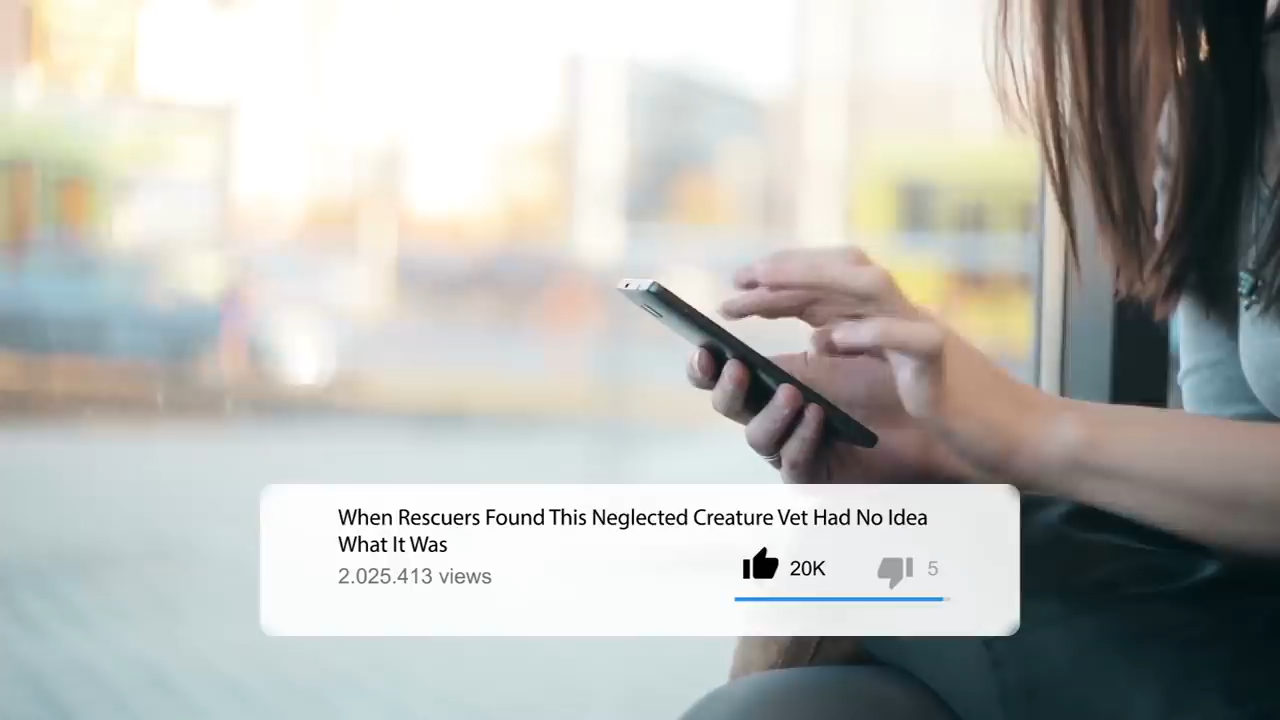 When Rescuers Found This Neglected Creature Vet Had No Idea
What It Was
2.025.413 views
20K
5